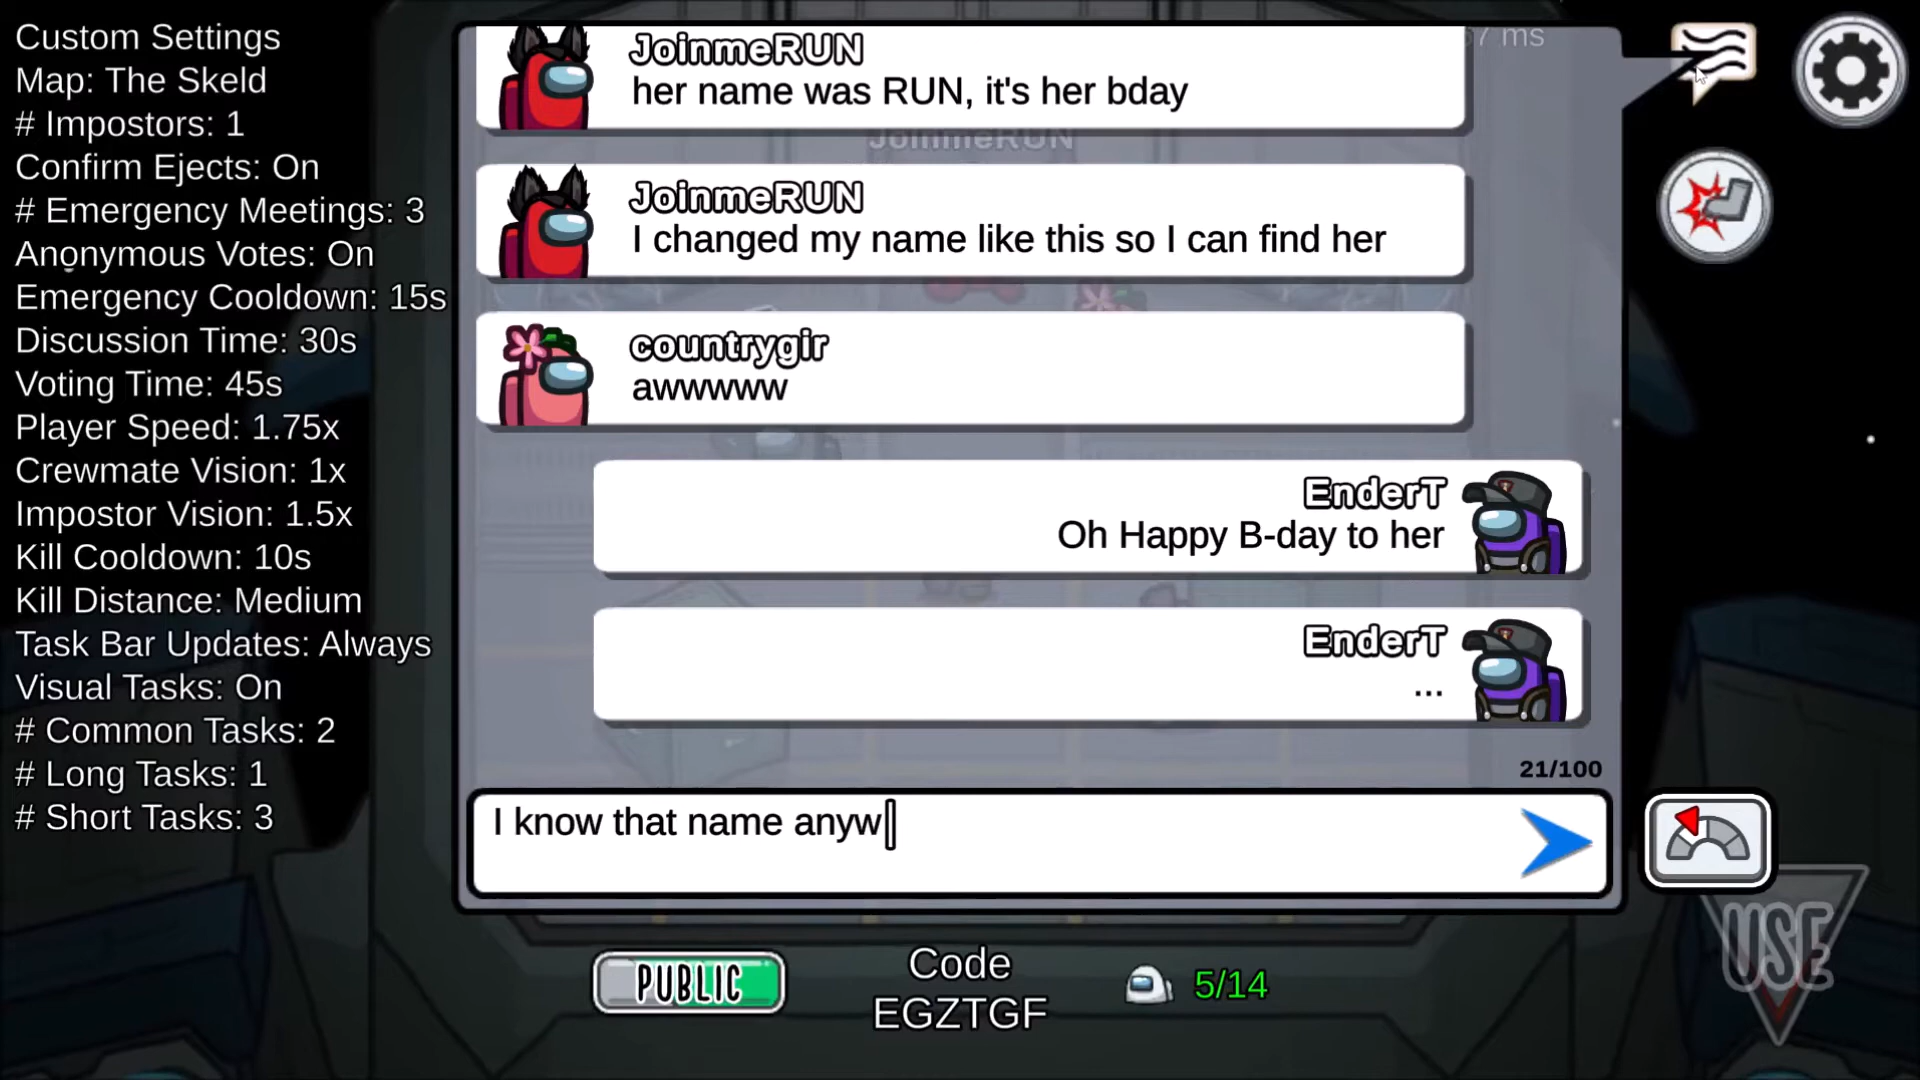 Custom Settings
Map: The Skeld
# Impostors: 1
Confirm Ejects: On
# Emergency Meetings: 3
Anonymous Votes: On
Emergency Cooldown: 15s
Discussion Time: 30s
Voting Time: 45s
Player Speed: 1.75x
Crewmate Vision: 1x
Impostor Vision: 1.5x
Kill Cooldown: 10s
Kill Distance: Medium
Task Bar Updates: Always
Visual Tasks: On
# Common Tasks: 2
# Long Tasks: 1
# Short Tasks: 3
JoinmeRUN
her name was RUN, it's her bday
7 ms
JoinmeRUN
JoinmeRUN
I changed my name like this so I can find her
countrygir
awwwww
EnderT
Oh Happy B-day to her
EnderT
...
21/100
I know that name anyw
USE
PUBLIC
Code
EGZTGF
5/14